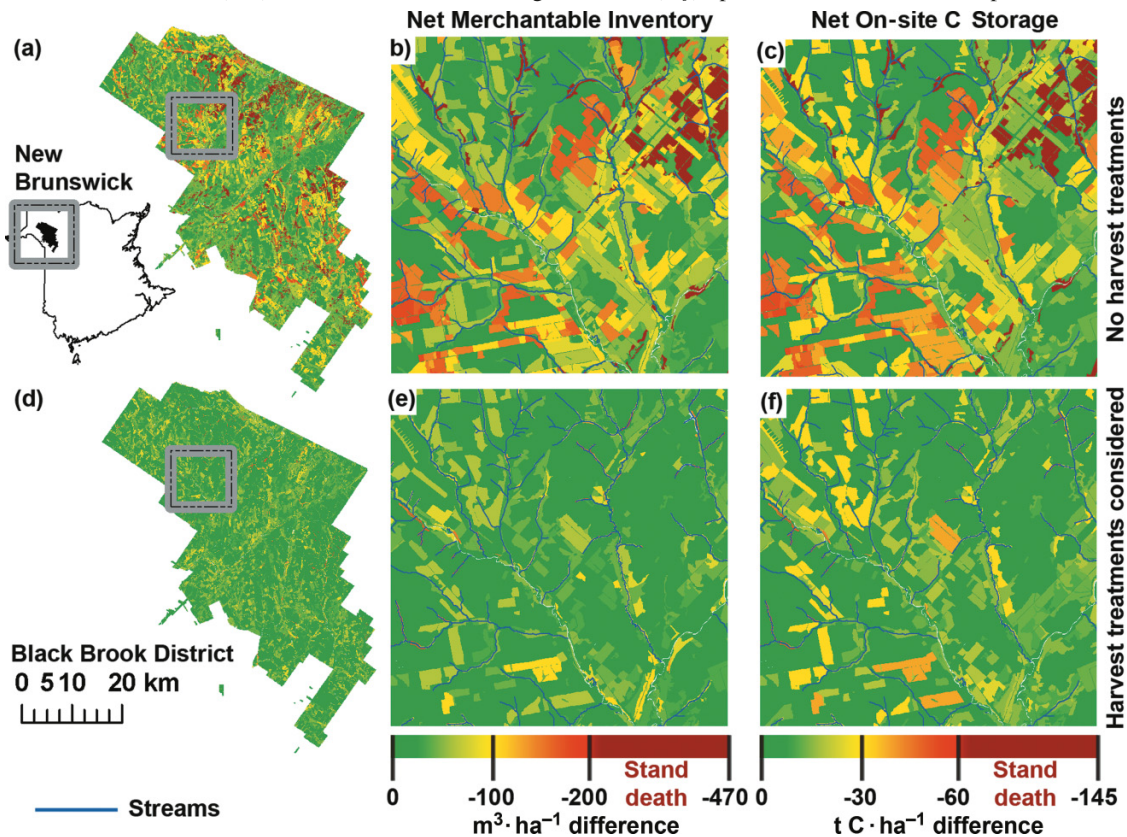 Net Merchantable Inventory
Net On-site C Storage
(a)
(b)
(c)
New
Brunswick
No harvest treatments
(d)
(e)
(f)
Harvest treatments considered
Black Brook District
0 5 10 20 km
Streams
Stand
death
0 -100 -200 -470
m³·ha⁻¹ difference
Stand
death
0 -30 -60 -145
t C·ha⁻¹ difference